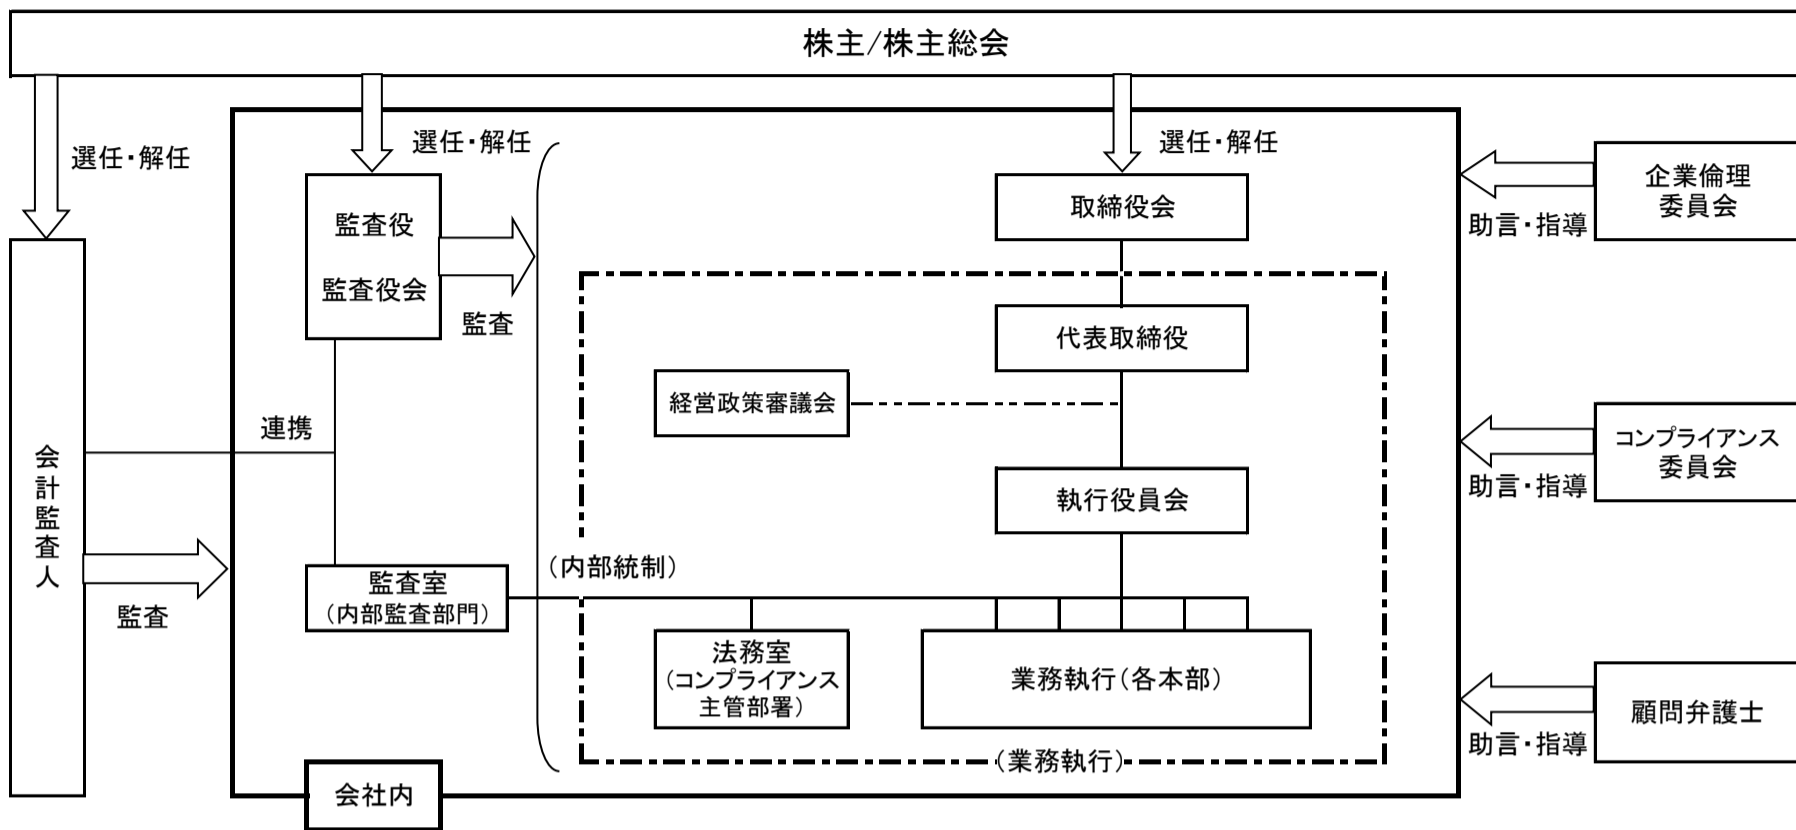 株主/株主総会
選任・解任
選任・解任
選任・解任
監査役
監査役会
監査
取締役会
企業倫理
委員会
助言・指導
代表取締役
経営政策審議会
連携
コンプライアンス
委員会
助言・指導
会計監査人
監査
執行役員会
(内部統制)
監査室
(内部監査部門)
法務室
(コンプライアンス
主管部署)
業務執行(各本部)
顧問弁護士
助言・指導
(業務執行)
会社内